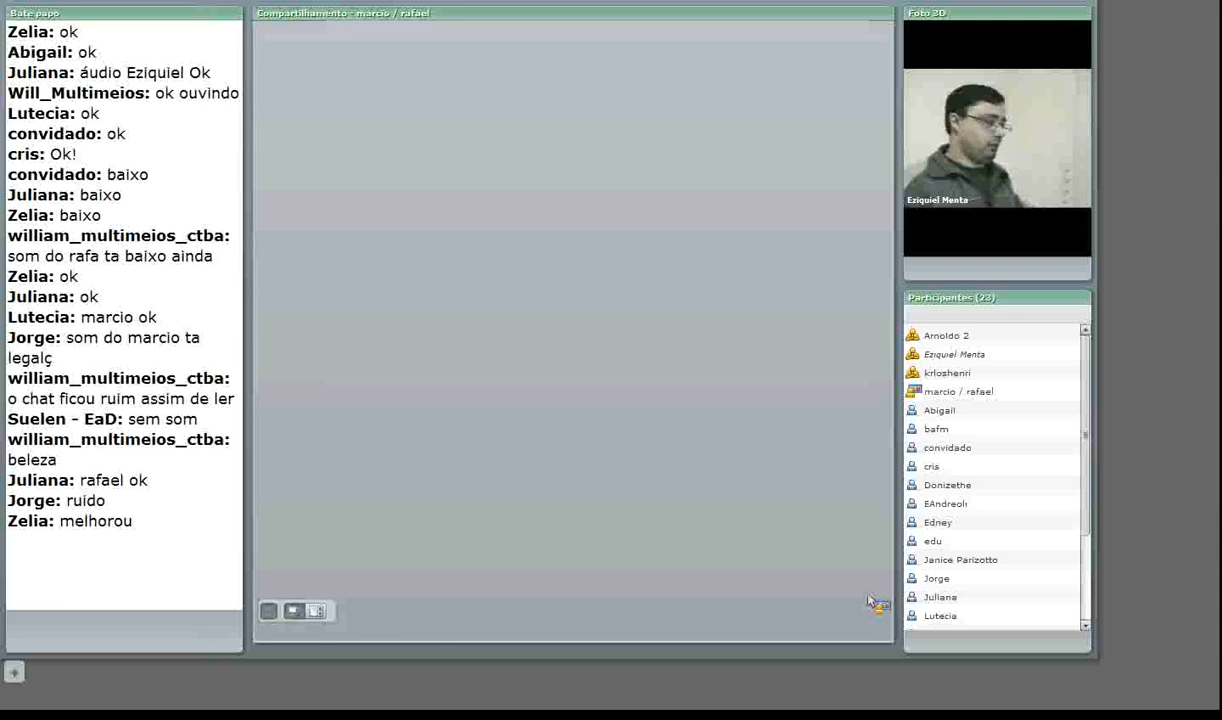 Bate papo
Zelia: ok
Abigail: ok
Juliana: áudio Eziquiel Ok
Will_Multimeios: ok ouvindo
Lutecia: ok
convidado: ok
cris: Ok!
convidado: baixo
Juliana: baixo
Zelia: baixo
william_multimeios_ctba:
som do rafa ta baixo ainda
Zelia: ok
Juliana: ok
Lutecia: marcio ok
Jorge: som do marcio ta
legalç
william_multimeios_ctba:
o chat ficou ruim assim de ler
Suelen - EaD: sem som
william_multimeios_ctba:
beleza
Juliana: rafael ok
Jorge: ruido
Zelia: melhorou
Compartilhamento - marcio / rafael
Foto 3D
Eziquiel Menta
Participantes (23)
Arnoldo 2
Eziquiel Menta
krloshenri
marcio / rafael
Abigail
bafm
convidado
cris
Donizethe
EAndreoli
Edney
edu
Janice Parizotto
Jorge
Juliana
Lutecia